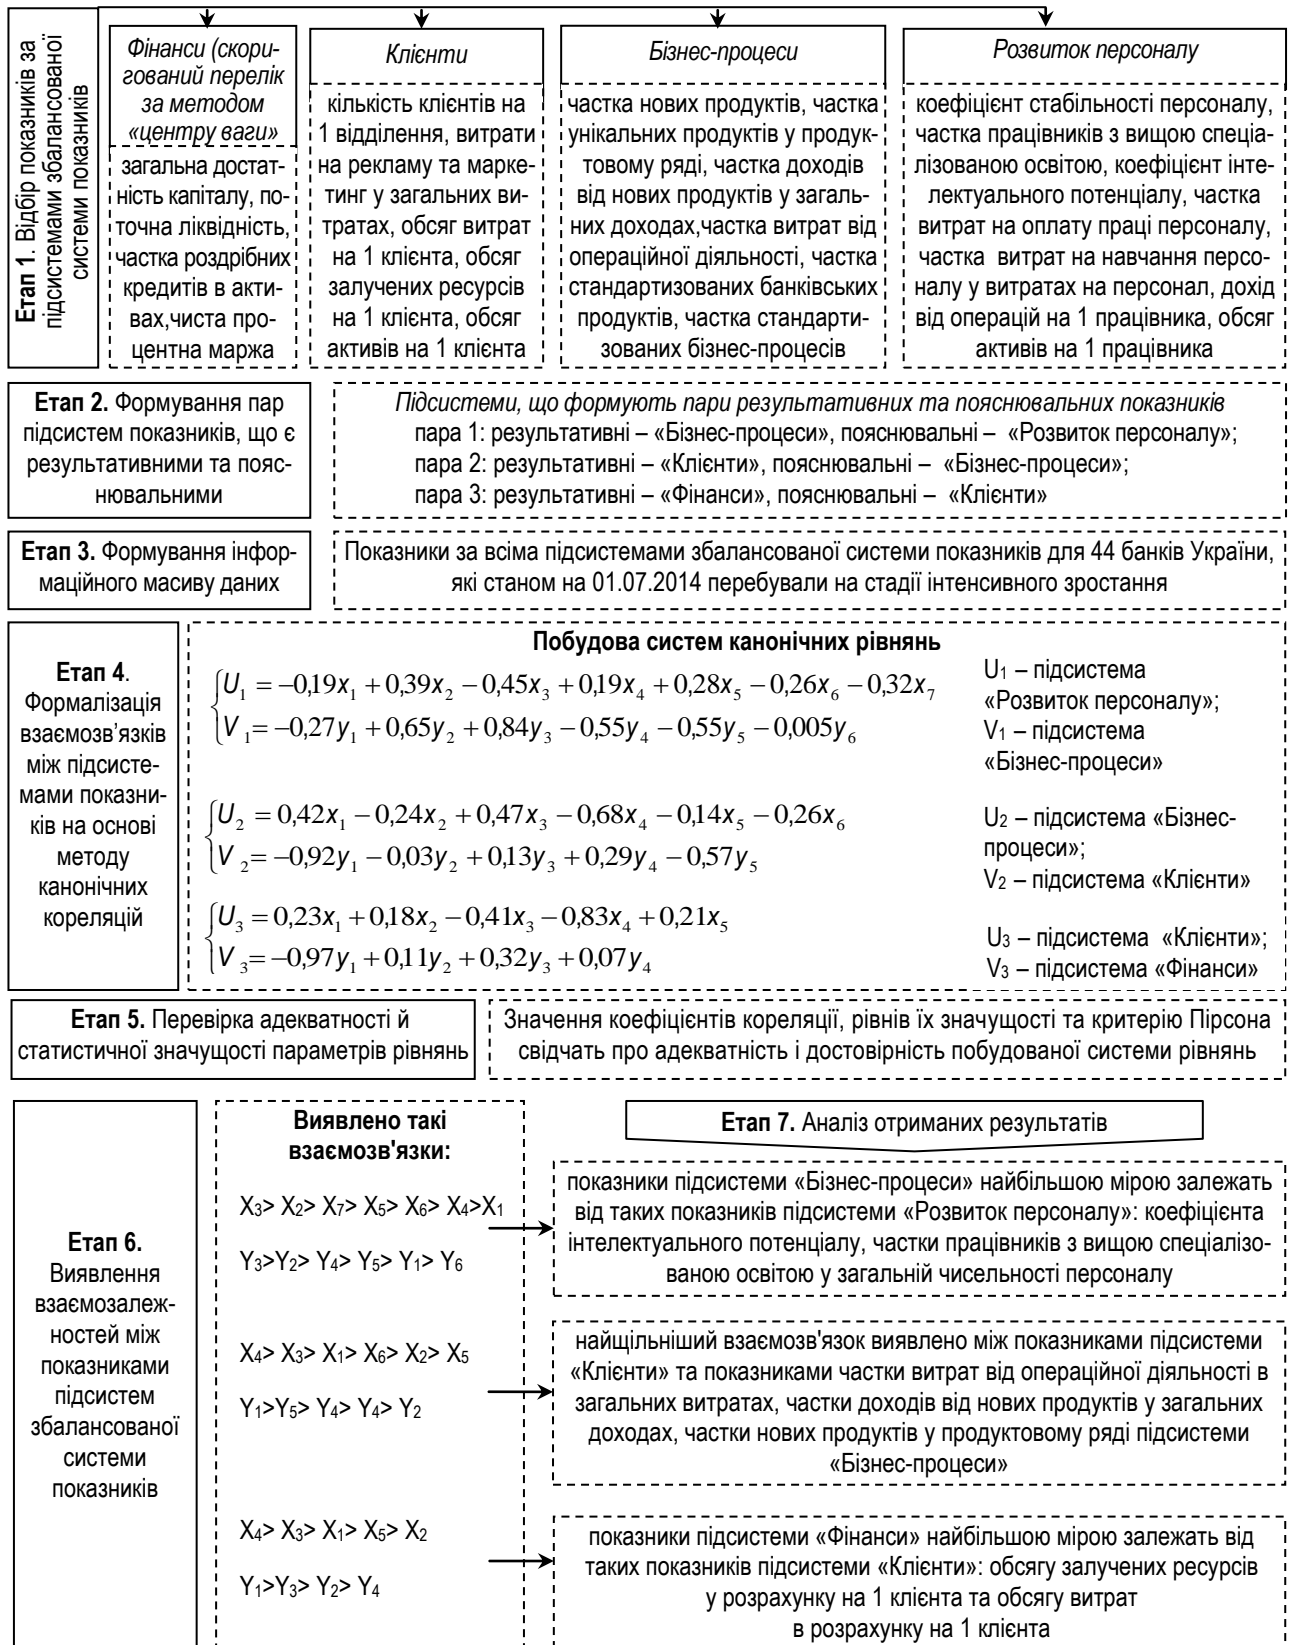 Етап 1. Відбір показників за
підсистемами збалансованої
системи показників
Фінанси (скори-
гований перелік
за методом
«центру ваги»
загальна достат-
ність капіталу, по-
точна ліквідність,
частка роздрібних
кредитів в акти-
вах,чиста про-
центна маржа
Клієнти
кількість клієнтів на
1 відділення, витрати
на рекламу та марке-
тинг у загальних ви-
тратах, обсяг витрат
на 1 клієнта, обсяг
залучених ресурсів
на 1 клієнта, обсяг
активів на 1 клієнта
Бізнес-процеси
частка нових продуктів, частка
унікальних продуктів у продук-
товому ряді, частка доходів
від нових продуктів у загаль-
них доходах,частка витрат від
операційної діяльності, частка
стандартизованих банківських
продуктів, частка стандарти-
зованих бізнес-процесів
Розвиток персоналу
коефіцієнт стабільності персоналу,
частка працівників з вищою спеціа-
лізованою освітою, коефіцієнт інте-
лектуального потенціалу, частка
витрат на оплату праці персоналу,
частка витрат на навчання персо-
налу у витратах на персонал, дохід
від операцій на 1 працівника, обсяг
активів на 1 працівника
Етап 2. Формування пар
підсистем показників, що є
результативними та пояс-
нювальними
Підсистеми, що формують пари результативних та пояснювальних показників
пара 1: результативні – «Бізнес-процеси», пояснювальні – «Розвиток персоналу»;
пара 2: результативні – «Клієнти», пояснювальні – «Бізнес-процеси»;
пара 3: результативні – «Фінанси», пояснювальні – «Клієнти»
Етап 3. Формування інфор-
маційного масиву даних
Показники за всіма підсистемами збалансованої системи показників для 44 банків України,
які станом на 01.07.2014 перебували на стадії інтенсивного зростання
Етап 4.
Формалізація
взаємозв’язків
між підсисте-
мами показни-
ків на основі
методу
канонічних
кореляцій
Побудова систем канонічних рівнянь
U₁ = −0,19x₁ + 0,39x₂ − 0,45x₃ + 0,19x₄ + 0,28x₅ − 0,26x₆ − 0,32x₇
V₁ = −0,27y₁ + 0,65y₂ + 0,84y₃ − 0,55y₄ − 0,55y₅ − 0,005y₆
U₁ – підсистема
«Розвиток персоналу»;
V₁ – підсистема
«Бізнес-процеси»
U₂ = 0,42x₁ − 0,24x₂ + 0,47x₃ − 0,68x₄ − 0,14x₅ − 0,26x₆
V₂ = −0,92y₁ − 0,03y₂ + 0,13y₃ + 0,29y₄ − 0,57y₅
U₂ – підсистема «Бізнес-
процеси»;
V₂ – підсистема «Клієнти»
U₃ = 0,23x₁ + 0,18x₂ − 0,41x₃ − 0,83x₄ + 0,21x₅
V₃ = −0,97y₁ + 0,11y₂ + 0,32y₃ + 0,07y₄
U₃ – підсистема «Клієнти»;
V₃ – підсистема «Фінанси»
Етап 5. Перевірка адекватності й
статистичної значущості параметрів рівнянь
Значення коефіцієнтів кореляції, рівнів їх значущості та критерію Пірсона
свідчать про адекватність і достовірність побудованої системи рівнянь
Етап 6.
Виявлення
взаємозалеж-
ностей між
показниками
підсистем
збалансованої
системи
показників
Виявлено такі
взаємозв'язки:
X₃> X₂> X₇> X₅> X₆> X₄>X₁
Y₃>Y₂> Y₄> Y₅> Y₁> Y₆
X₄> X₃> X₁> X₆> X₂> X₅
Y₁>Y₅> Y₄> Y₄> Y₂
X₄> X₃> X₁> X₅> X₂
Y₁>Y₃> Y₂> Y₄
Етап 7. Аналіз отриманих результатів
показники підсистеми «Бізнес-процеси» найбільшою мірою залежать
від таких показників підсистеми «Розвиток персоналу»: коефіцієнта
інтелектуального потенціалу, частки працівників з вищою спеціалізо-
ваною освітою у загальній чисельності персоналу
найщільніший взаємозв'язок виявлено між показниками підсистеми
«Клієнти» та показниками частки витрат від операційної діяльності в
загальних витратах, частки доходів від нових продуктів у загальних
доходах, частки нових продуктів у продуктовому ряді підсистеми
«Бізнес-процеси»
показники підсистеми «Фінанси» найбільшою мірою залежать від
таких показників підсистеми «Клієнти»: обсягу залучених ресурсів
у розрахунку на 1 клієнта та обсягу витрат
в розрахунку на 1 клієнта